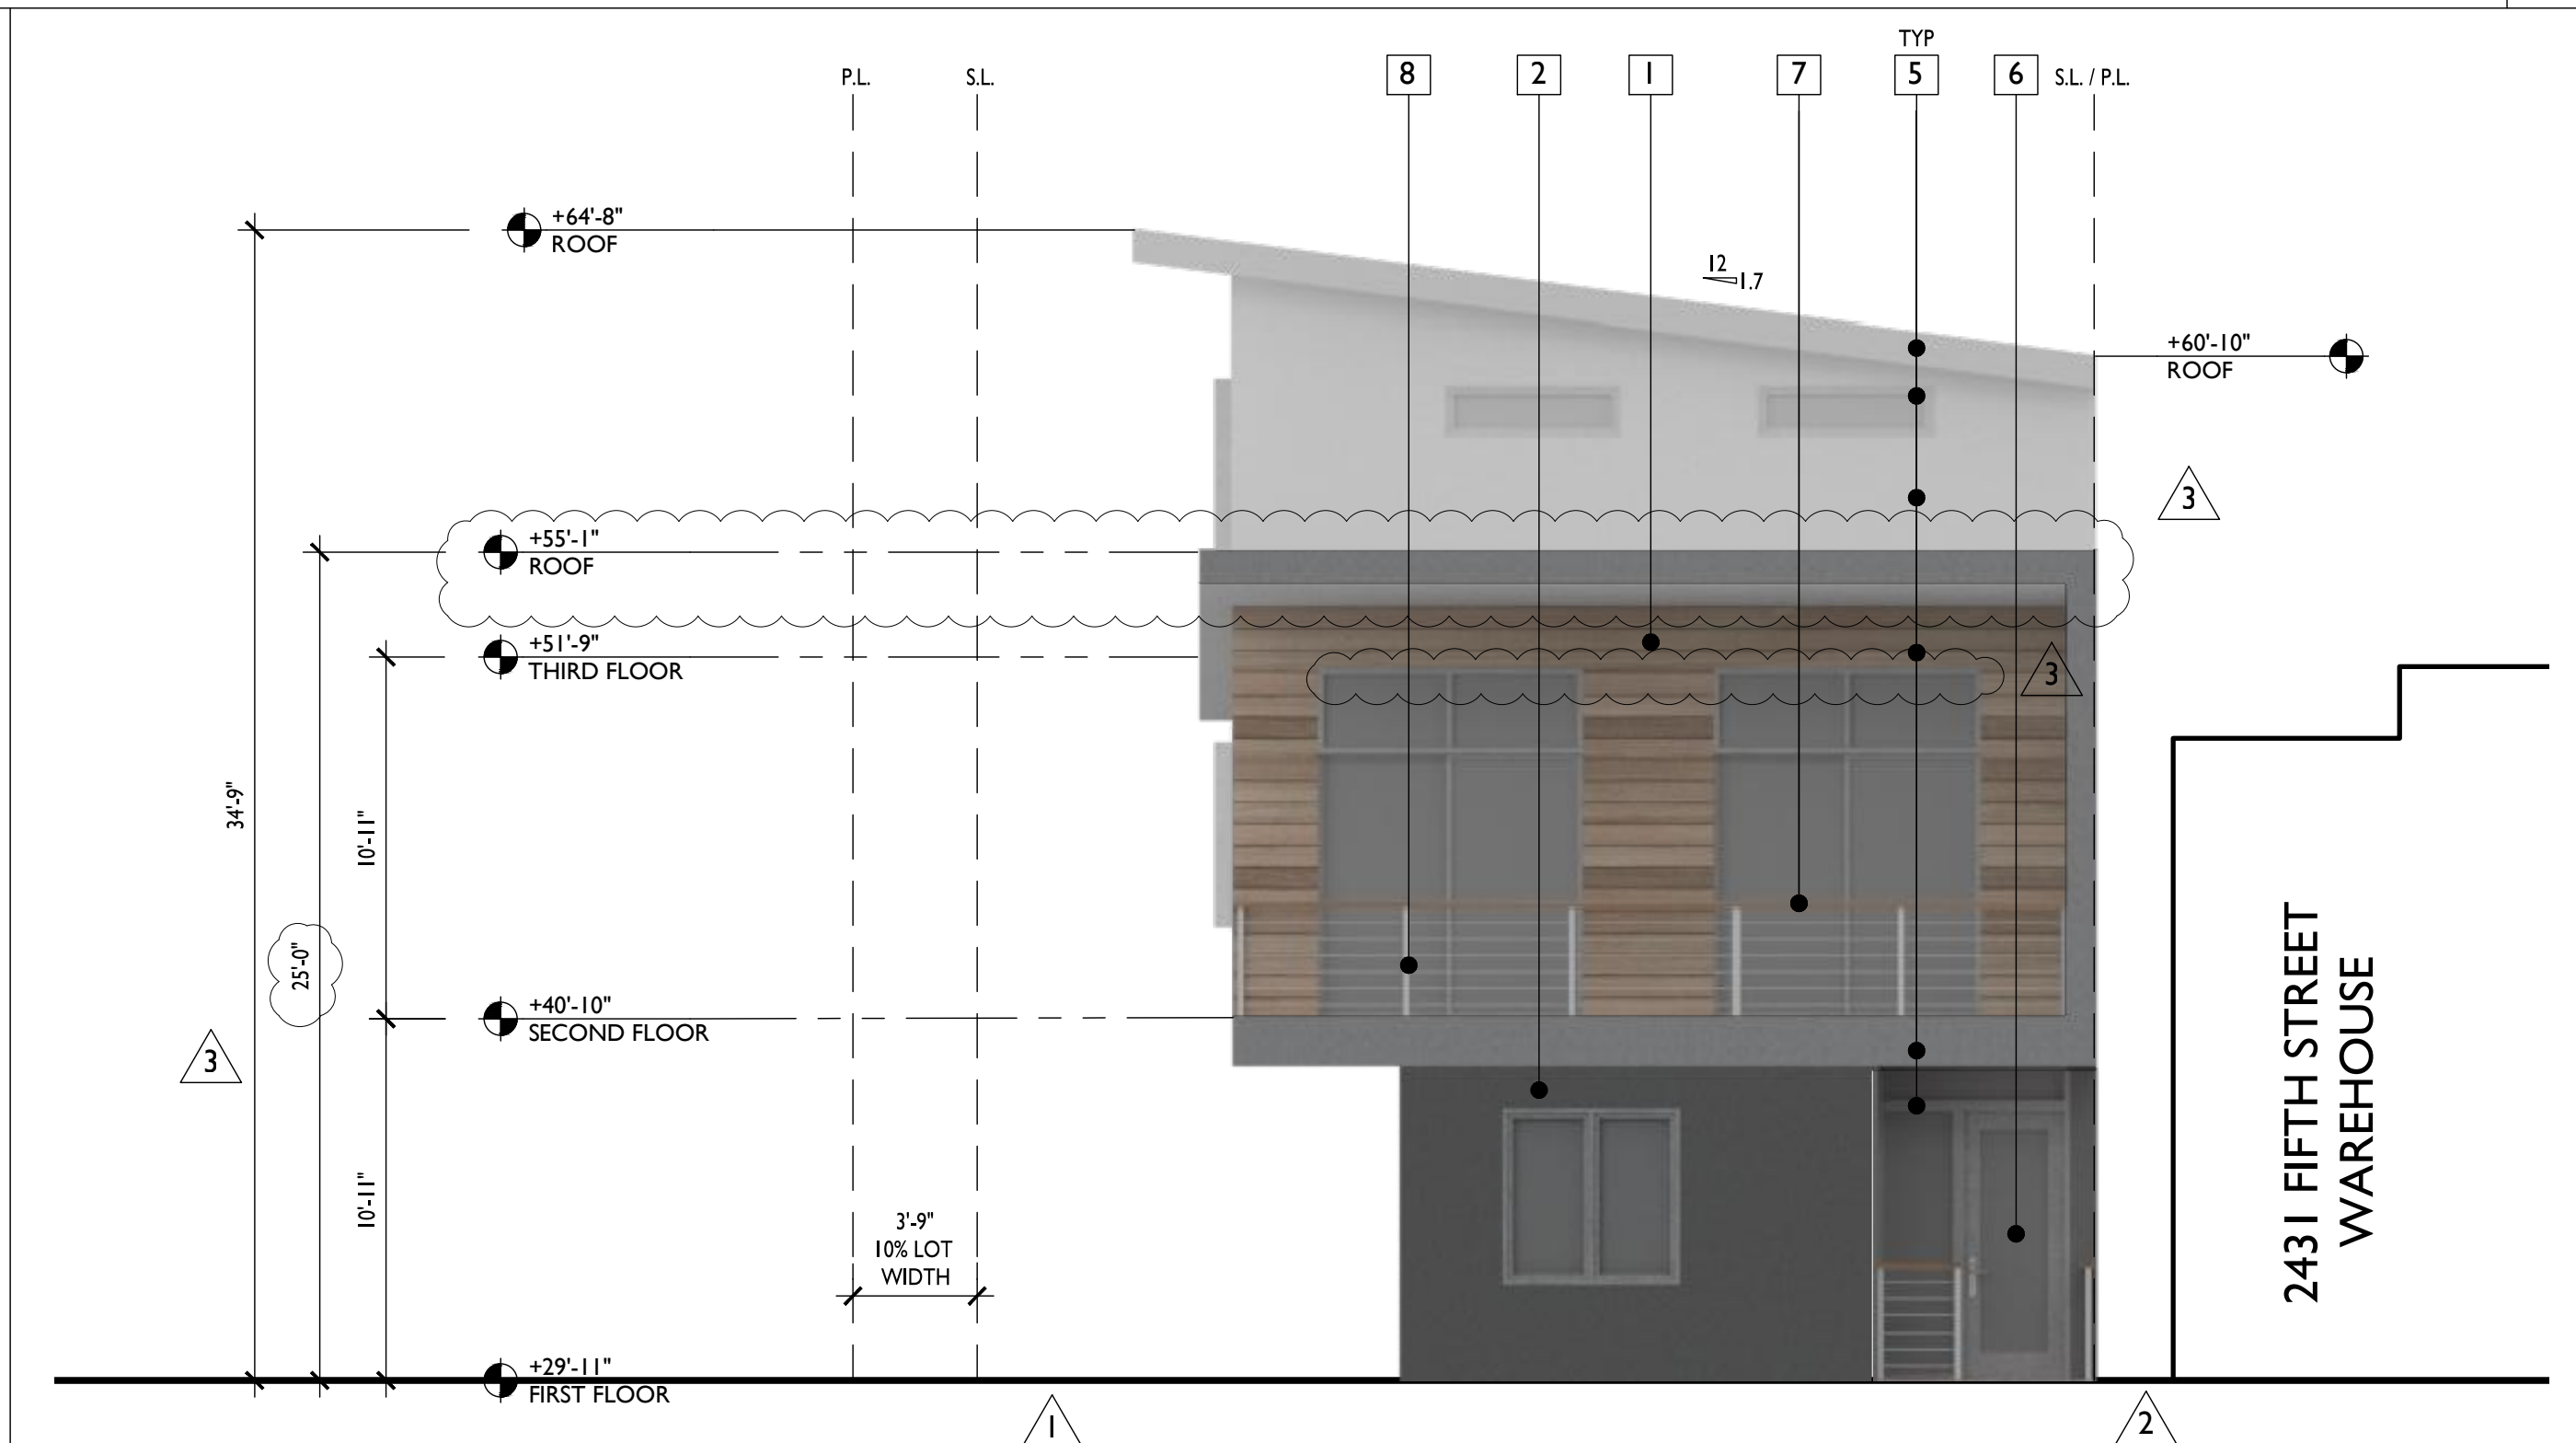 TYP
P.L.
S.L.
8
2
1
7
5
6
S.L. / P.L.
+64'-8"
ROOF
12
1.7
+60'-10"
ROOF
3
+55'-1"
ROOF
+51'-9"
THIRD FLOOR
3
34'-9"
10'-11"
25'-0"
+40'-10"
SECOND FLOOR
3
2431 FIFTH STREET
WAREHOUSE
10'-11"
3'-9"
10% LOT
WIDTH
+29'-11"
FIRST FLOOR
1
2